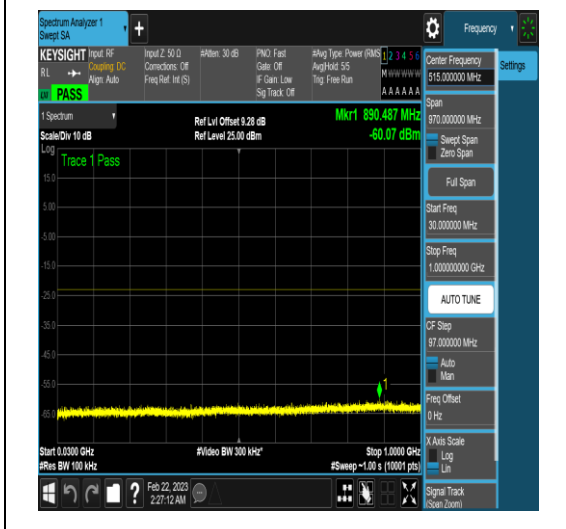 Spectrum Analyzer 1
Swept SA
+
Frequency
KEYSIGHT
RL
PASS
Input: RF
Coupling: DC
Align: Auto
Input Z: 50 Ω
Corrections: Off
Freq Ref: Int (S)
#Atten: 30 dB
PNO: Fast
Gate: Off
IF Gain: Low
Sig Track: Off
#Avg Type: Power (RMS
Avg|Hold: 5/5
Trig: Free Run
1 2 3 4 5 6
M W W W W W
A A A A A A
1 Spectrum
Scale/Div 10 dB
Ref Lvl Offset 9.28 dB
Ref Level 25.00 dBm
Mkr1 890.487 MHz
-60.07 dBm
Log
Trace 1 Pass
15.0
5.00
-5.00
-15.0
-25.0
-35.0
-45.0
-55.0
-65.0
1
Start 0.0300 GHz
#Res BW 100 kHz
#Video BW 300 kHz*
Stop 1.0000 GHz
#Sweep ~1.00 s (10001 pts)
?
Feb 22, 2023
2:27:12 AM
Center Frequency
515.000000 MHz
Settings
Span
970.000000 MHz
Swept Span
Zero Span
Full Span
Start Freq
30.000000 MHz
Stop Freq
1.000000000 GHz
AUTO TUNE
CF Step
97.000000 MHz
Auto
Man
Freq Offset
0 Hz
X Axis Scale
Log
Lin
Signal Track
(Span Zoom)